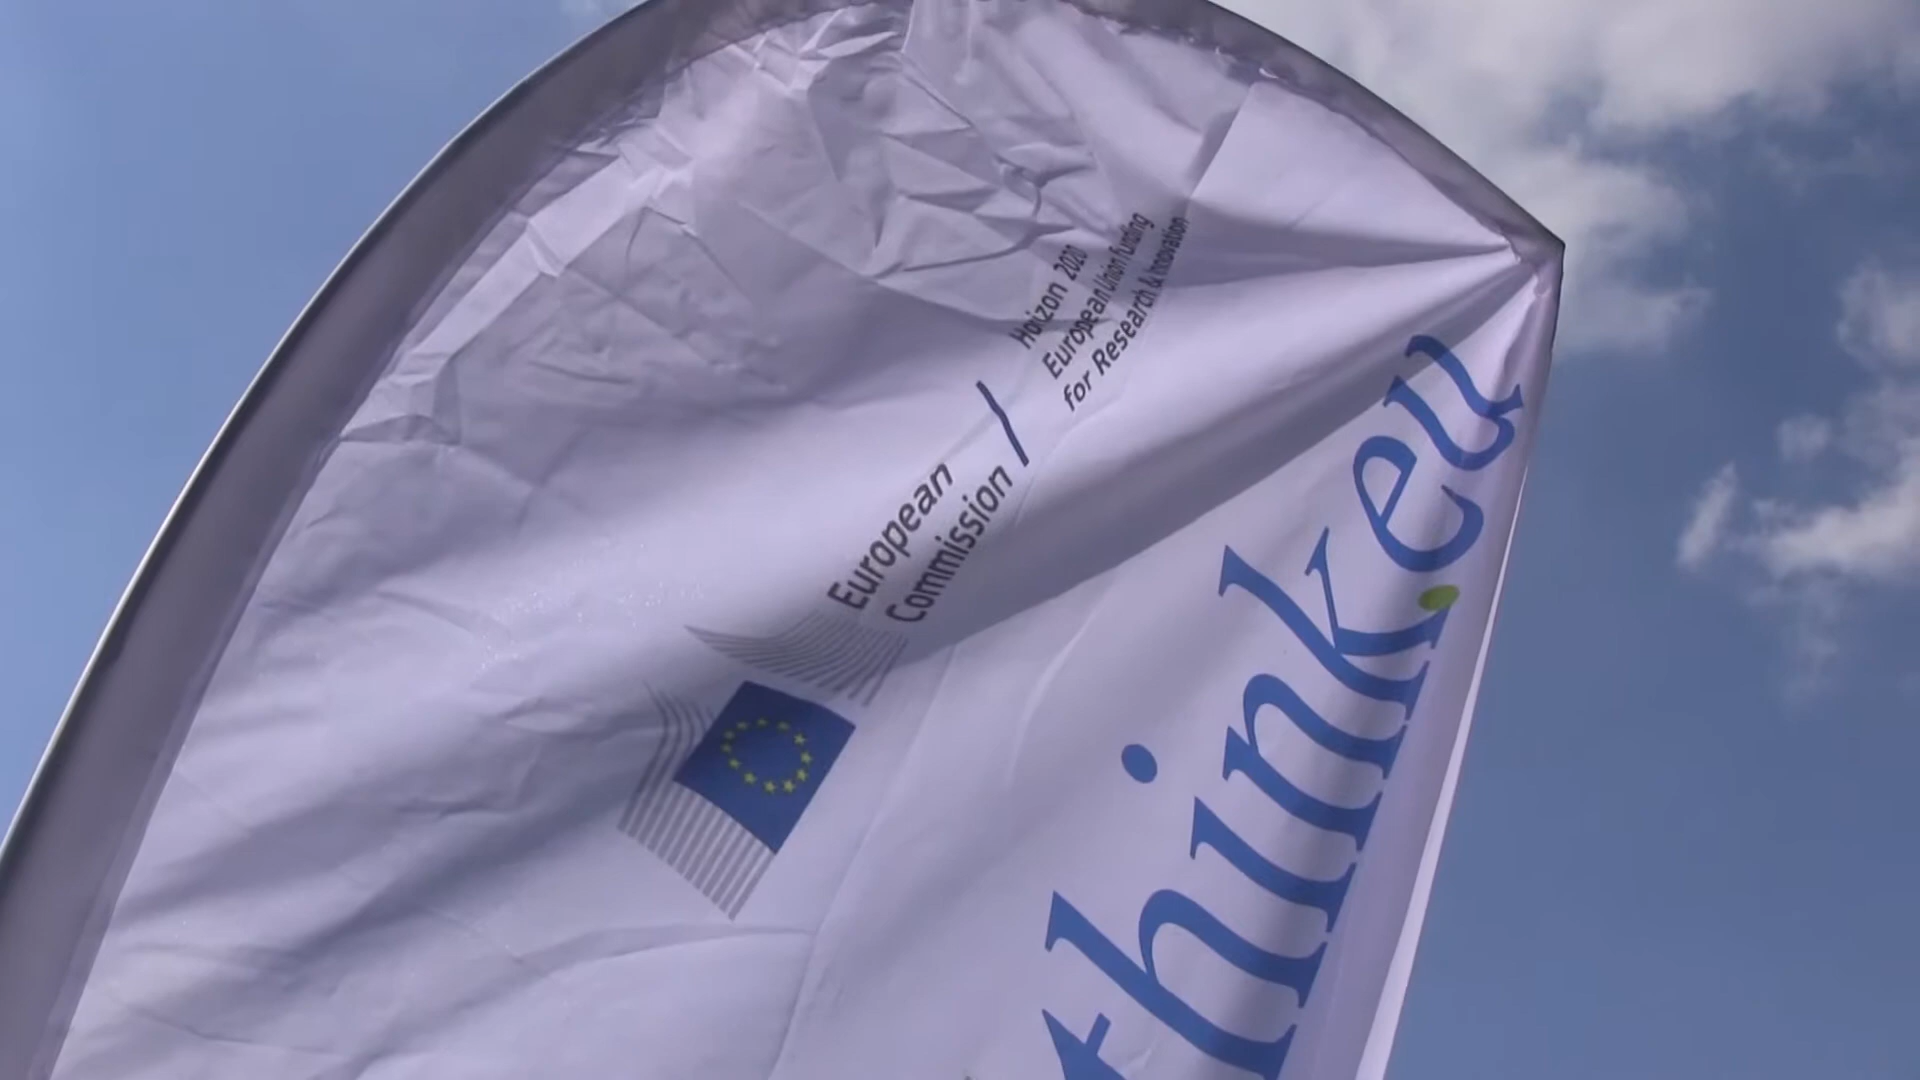 European
Commission
Horizon 2020
European Union funding
for Research & Innovation
think.eu